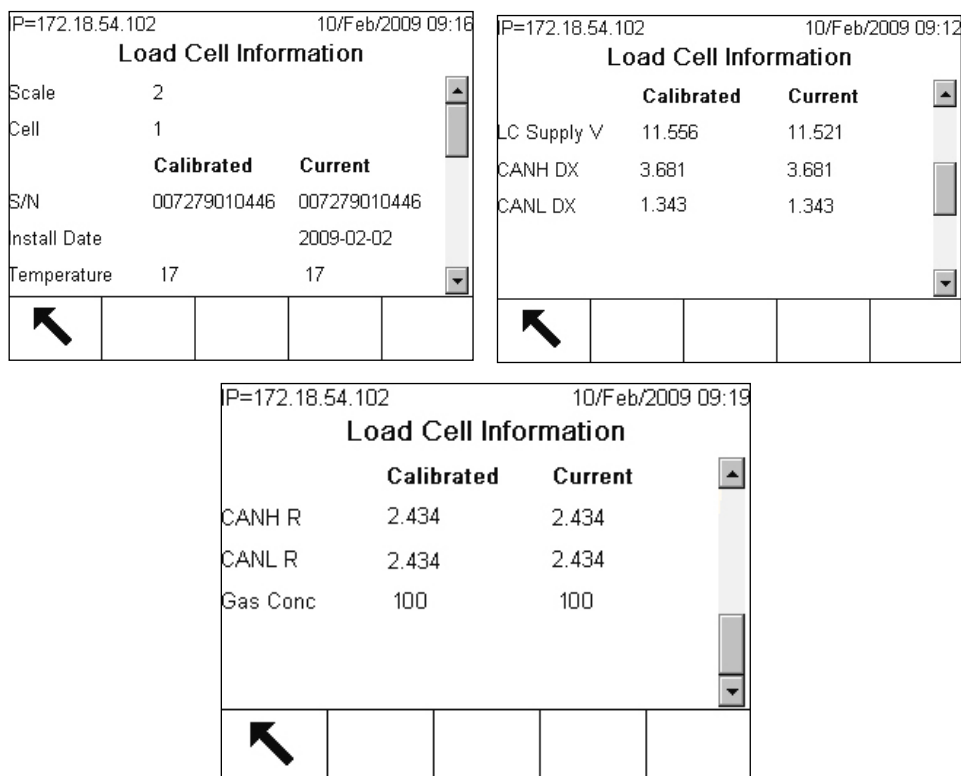 IP=172.18.54.102 10/Feb/2009 09:16
Load Cell Information
Scale 2
Cell 1
Calibrated Current
S/N 007279010446 007279010446
Install Date 2009-02-02
Temperature 17 17
IP=172.18.54.102 10/Feb/2009 09:12
Load Cell Information
Calibrated Current
LC Supply V 11.556 11.521
CANH DX 3.681 3.681
CANL DX 1.343 1.343
IP=172.18.54.102 10/Feb/2009 09:19
Load Cell Information
Calibrated Current
CANH R 2.434 2.434
CANL R 2.434 2.434
Gas Conc 100 100